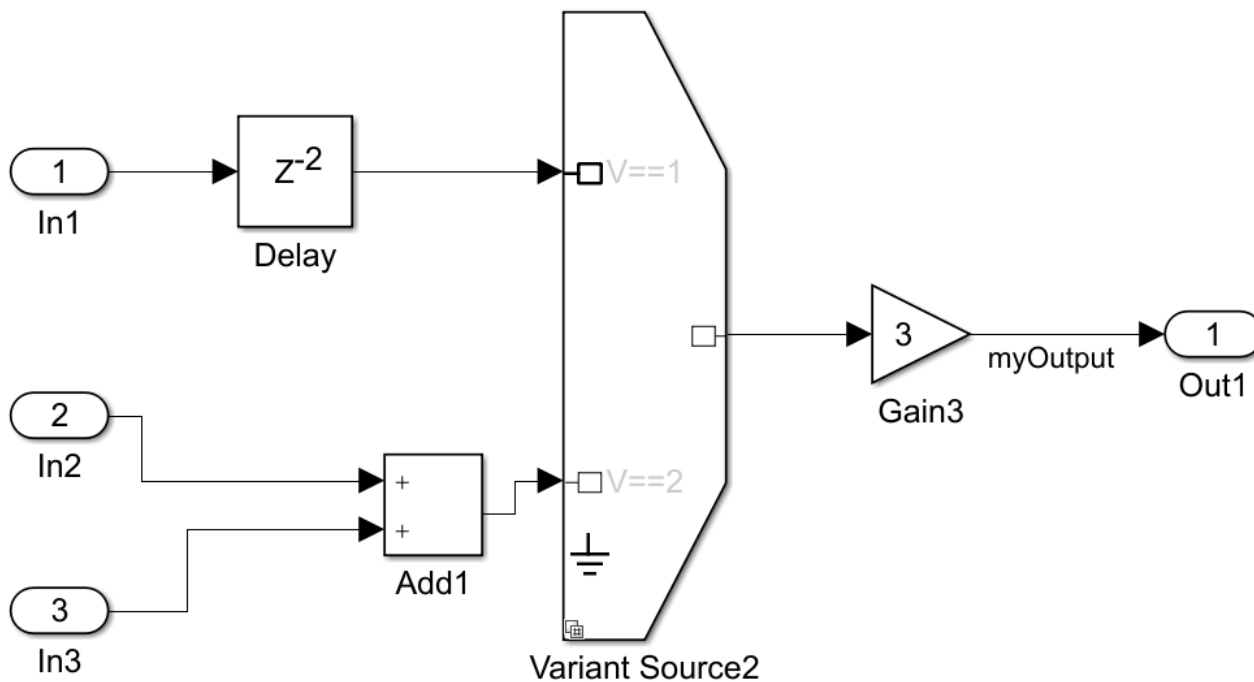 1
In1
z-2
Delay
V==1
2
In2
+
+
Add1
V==2
3
In3
Variant Source2
3
Gain3
myOutput
1
Out1